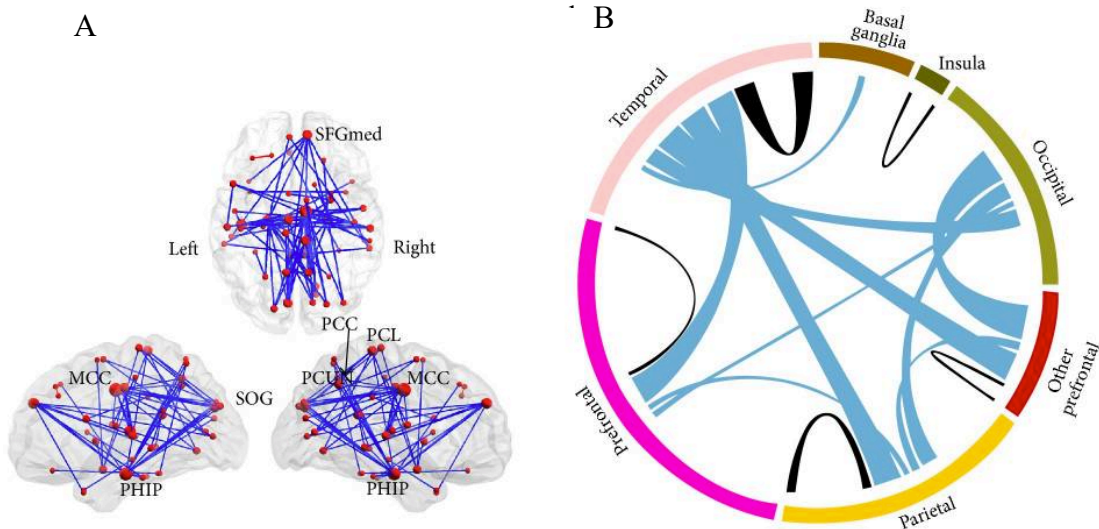 A
SFGmed
Left
Right
PCC
PCL
MCC
PCUN
MCC
SOG
PHIP
PHIP
B
Basal
ganglia
Insula
Temporal
Occipital
Other
prefrontal
Prefrontal
Parietal